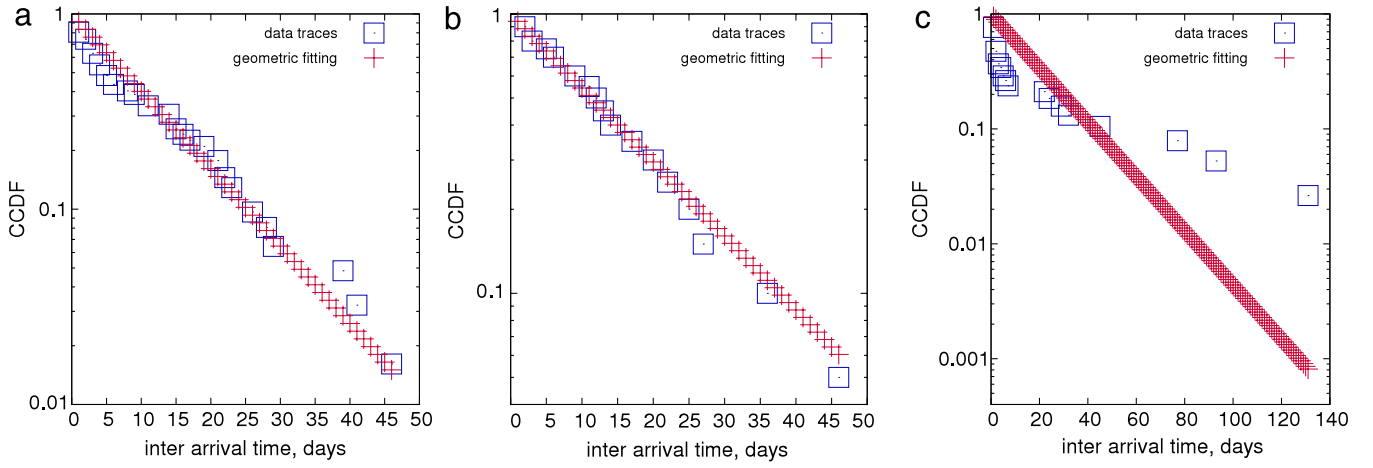 a
1
0.1
0.01
CCDF
data traces
geometric fitting
0 5 10 15 20 25 30 35 40 45 50
inter arrival time, days
b
1
0.1
CCDF
data traces
geometric fitting
0 5 10 15 20 25 30 35 40 45 50
inter arrival time, days
c
1
0.1
0.01
0.001
CCDF
data traces
geometric fitting
0 20 40 60 80 100 120 140
inter arrival time, days